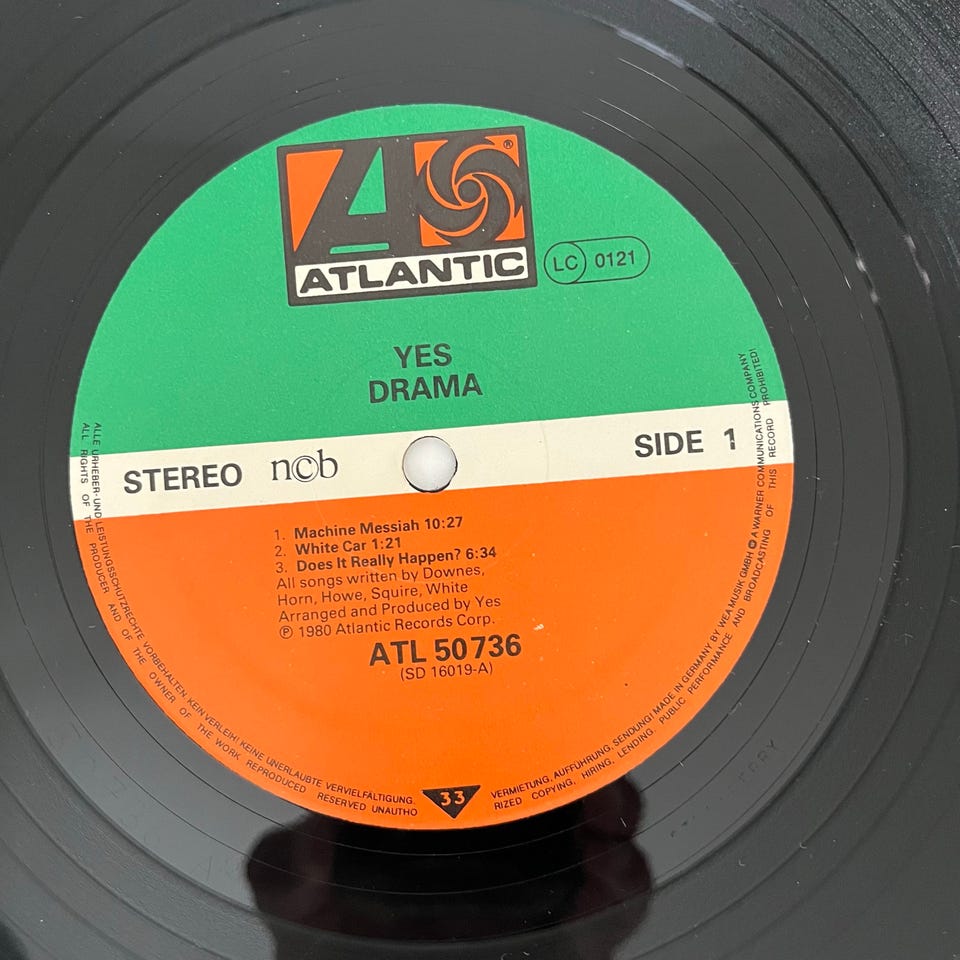 ®
ATLANTIC
LC 0121
YES
DRAMA
STEREO ncb
SIDE 1
1. Machine Messiah 10:27
2. White Car 1:21
3. Does It Really Happen? 6:34
All songs written by Downes,
Horn, Howe, Squire, White
Arranged and Produced by Yes
℗ 1980 Atlantic Records Corp.
ATL 50 736
(SD 16019-A)
33
ALLE URHEBER- UND LEISTUNGSSCHUTZRECHTE VORBEHALTEN. KEIN VERLEIH! KEINE UNERLAUBTE VERVIELFÄLTIGUNG,
VERMIETUNG, AUFFÜHRUNG, SENDUNG! MADE IN GERMANY BY WEA MUSIK GMBH A WARNER COMMUNICATIONS COMPANY
ALL RIGHTS OF THE PRODUCER AND OF THE OWNER OF THE WORK REPRODUCED RESERVED UNAUTHO
RIZED COPYING, HIRING, LENDING, PUBLIC PERFORMANCE AND BROADCASTING OF THIS RECORD PROHIBITED!